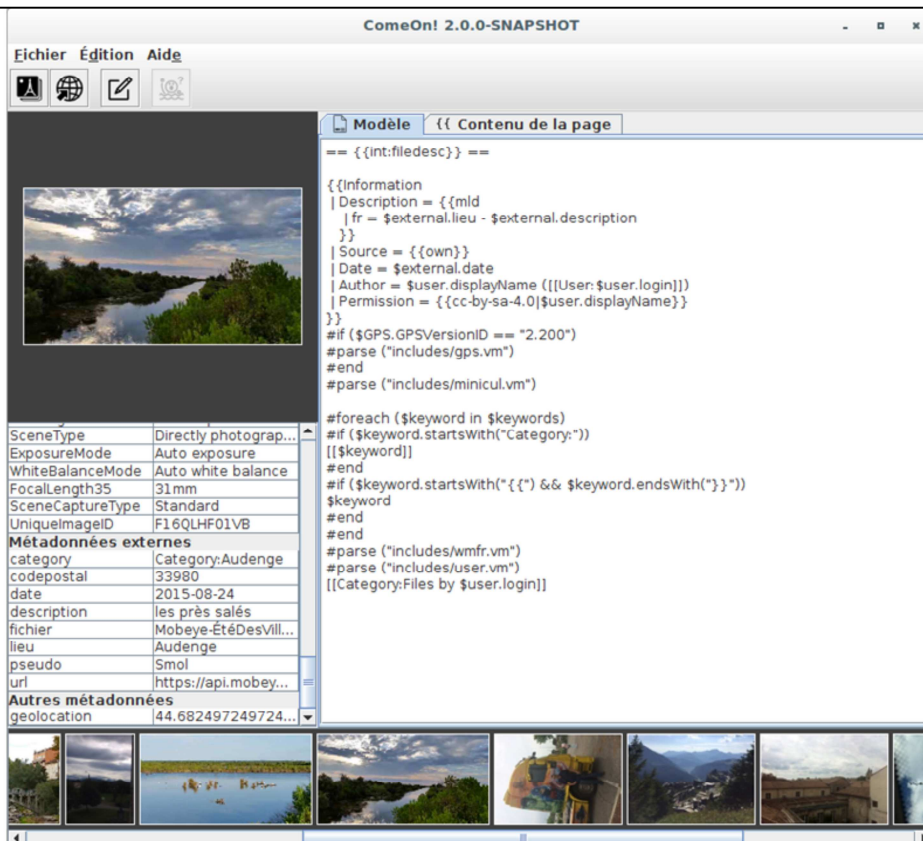 ComeOn! 2.0.0-SNAPSHOT
Fichier Édition Aide
Modèle {{ Contenu de la page
== {{int:filedesc}} ==
{{Information
| Description = {{mld
| fr = $external.lieu - $external.description
}}
| Source = {{own}}
| Date = $external.date
| Author = $user.displayName ([[User:$user.login]])
| Permission = {{cc-by-sa-4.0|$user.displayName}}
}}
#if ($GPS.GPSVersionID == "2.200")
#parse ("includes/gps.vm")
#end
#parse ("includes/minicul.vm")
#foreach ($keyword in $keywords)
#if ($keyword.startsWith("Category:"))
[[$keyword]]
#end
#if ($keyword.startsWith("{{") && $keyword.endsWith("}}"))
$keyword
#end
#end
#parse ("includes/wmfr.vm")
#parse ("includes/user.vm")
[[Category:Files by $user.login]]
SceneType Directly photograp...
ExposureMode Auto exposure
WhiteBalanceMode Auto white balance
FocalLength35 31mm
SceneCaptureType Standard
UniqueImageID F16QLHF01VB
Métadonnées externes
category Category:Audenge
codepostal 33980
date 2015-08-24
description les près salés
fichier Mobeye-ÉtéDesVill...
lieu Audenge
pseudo Smol
url https://api.mobey...
Autres métadonnées
geolocation 44.682497249724...